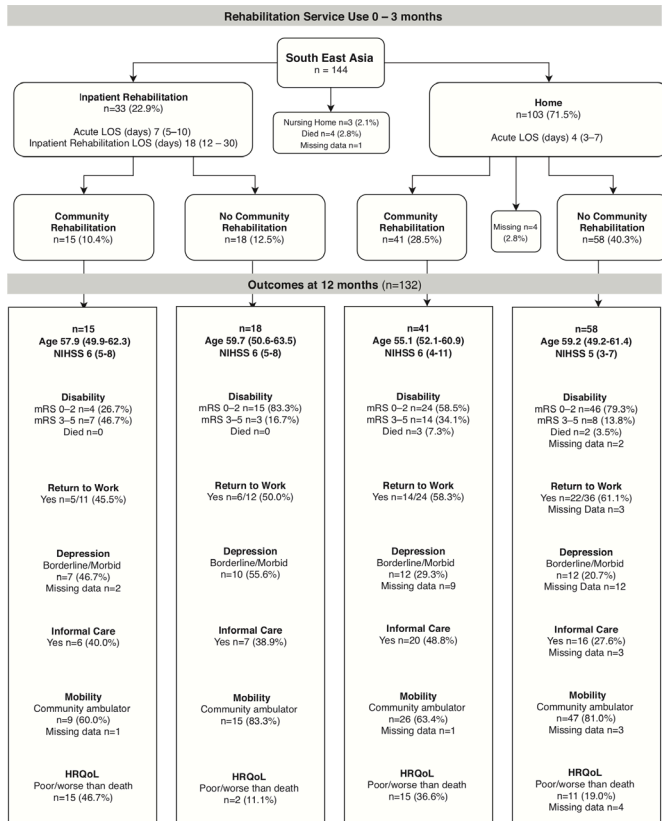 Rehabilitation Service Use 0 – 3 months
South East Asia
n = 144
Inpatient Rehabilitation
n=33 (22.9%)
Acute LOS (days) 7 (5–10)
Inpatient Rehabilitation LOS (days) 18 (12 – 30)
Nursing Home n=3 (2.1%)
Died n=4 (2.8%)
Missing data n=1
Home
n=103 (71.5%)
Acute LOS (days) 4 (3–7)
Community
Rehabilitation
n=15 (10.4%)
No Community
Rehabilitation
n=18 (12.5%)
Community
Rehabilitation
n=41 (28.5%)
Missing n=4
(2.8%)
No Community
Rehabilitation
n=58 (40.3%)
Outcomes at 12 months (n=132)
n=15
Age 57.9 (49.9-62.3)
NIHSS 6 (5-8)
Disability
mRS 0–2 n=4 (26.7%)
mRS 3–5 n=7 (46.7%)
Died n=0
Return to Work
Yes n=5/11 (45.5%)
Depression
Borderline/Morbid
n=7 (46.7%)
Missing data n=2
Informal Care
Yes n=6 (40.0%)
Mobility
Community ambulator
n=9 (60.0%)
Missing data n=1
HRQoL
Poor/worse than death
n=15 (46.7%)
n=18
Age 59.7 (50.6-63.5)
NIHSS 6 (5-8)
Disability
mRS 0–2 n=15 (83.3%)
mRS 3–5 n=3 (16.7%)
Died n=0
Return to Work
Yes n=6/12 (50.0%)
Depression
Borderline/Morbid
n=10 (55.6%)
Informal Care
Yes n=7 (38.9%)
Mobility
Community ambulator
n=15 (83.3%)
HRQoL
Poor/worse than death
n=2 (11.1%)
n=41
Age 55.1 (52.1-60.9)
NIHSS 6 (4-11)
Disability
mRS 0–2 n=24 (58.5%)
mRS 3–5 n=14 (34.1%)
Died n=3 (7.3%)
Return to Work
Yes n=14/24 (58.3%)
Depression
Borderline/Morbid
n=12 (29.3%)
Missing data n=9
Informal Care
Yes n=20 (48.8%)
Mobility
Community ambulator
n=26 (63.4%)
Missing data n=1
HRQoL
Poor/worse than death
n=15 (36.6%)
n=58
Age 59.2 (49.2-61.4)
NIHSS 5 (3-7)
Disability
mRS 0–2 n=46 (79.3%)
mRS 3–5 n=8 (13.8%)
Died n=2 (3.5%)
Missing data n=2
Return to Work
Yes n=22/36 (61.1%)
Missing Data n=3
Depression
Borderline/Morbid
n=12 (20.7%)
Missing Data n=12
Informal Care
Yes n=16 (27.6%)
Missing data n=3
Mobility
Community ambulator
n=47 (81.0%)
Missing data n=3
HRQoL
Poor/worse than death
n=11 (19.0%)
Missing data n=4